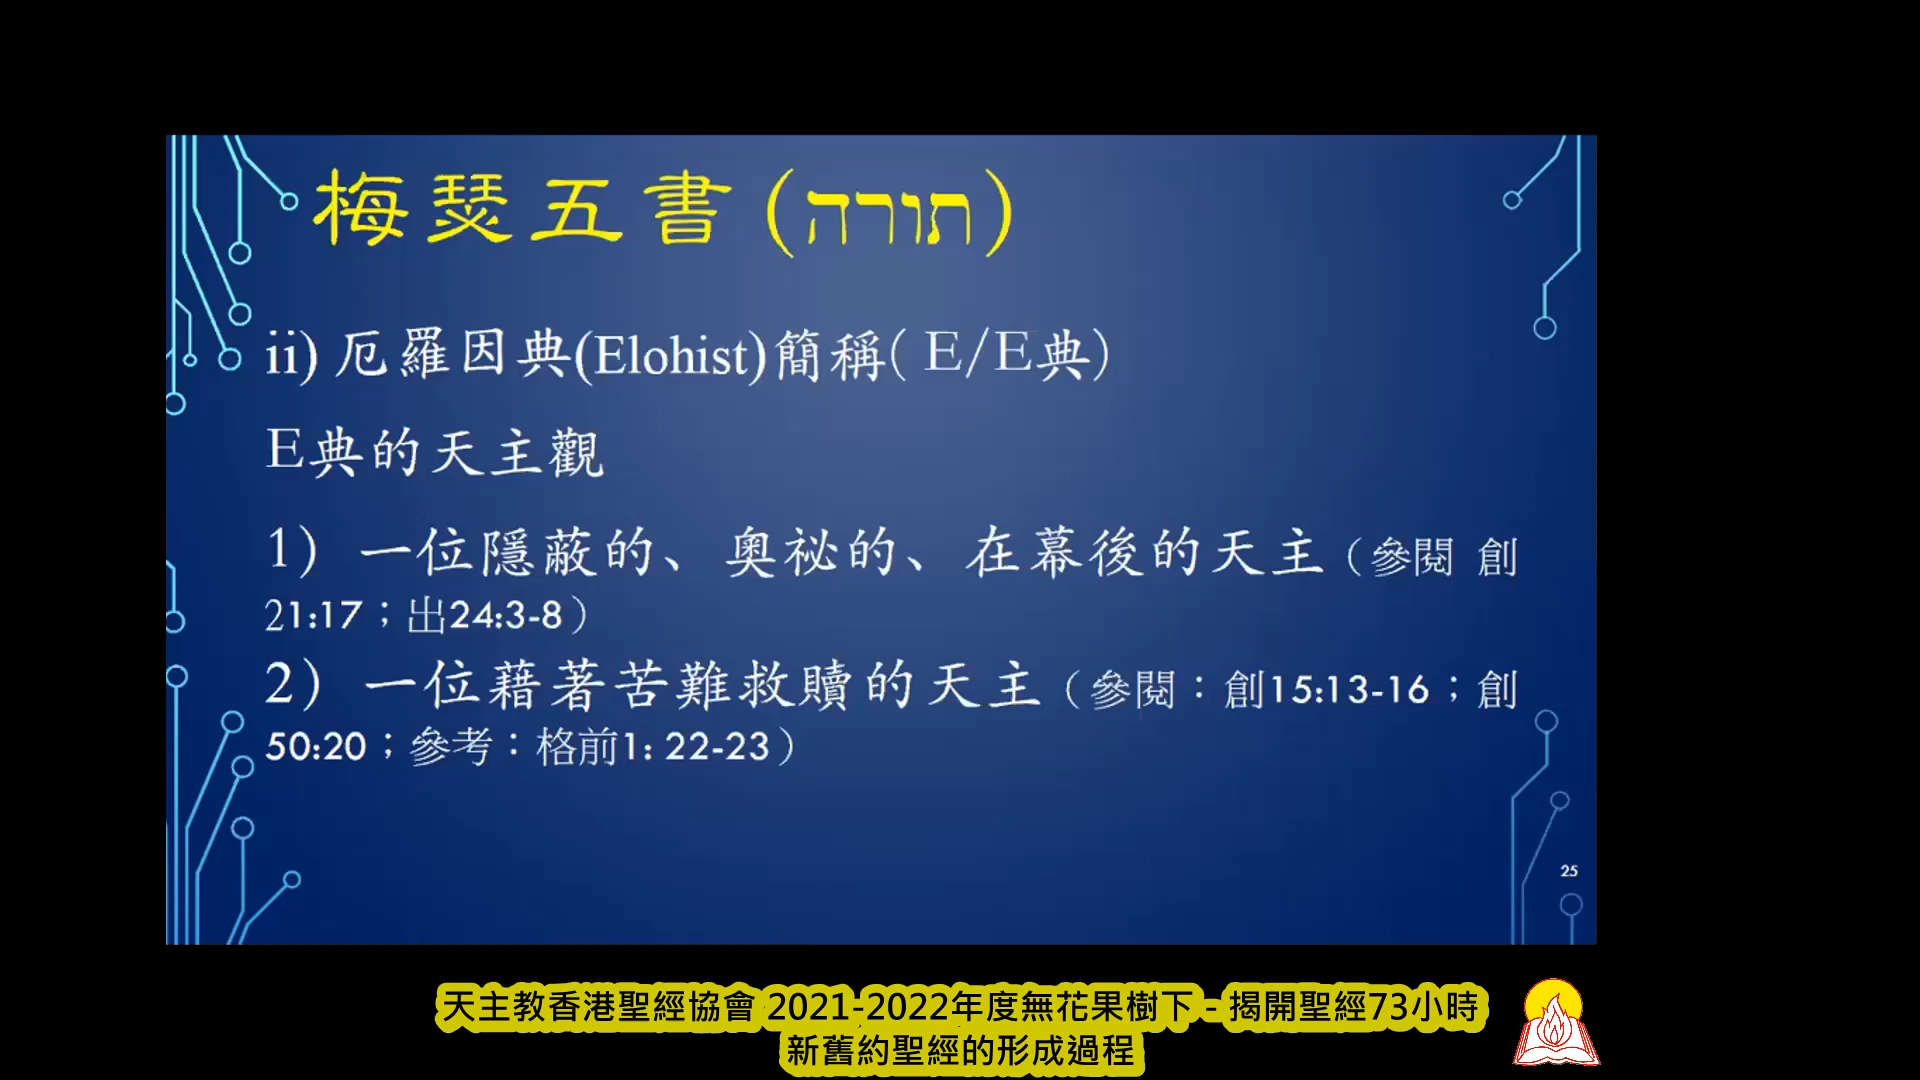 梅瑟五書(תורה)
ii) 厄羅因典(Elohist)簡稱( E/E典)
E典的天主觀
1) 一位隱蔽的、奧祕的、在幕後的天主(參閱 創
21:17；出24:3-8)
2) 一位藉著苦難救贖的天主(參閱：創15:13-16；創
50:20；參考：格前1: 22-23)
25
天主教香港聖經協會 2021-2022年度無花果樹下 - 揭開聖經73小時
新舊約聖經的形成過程